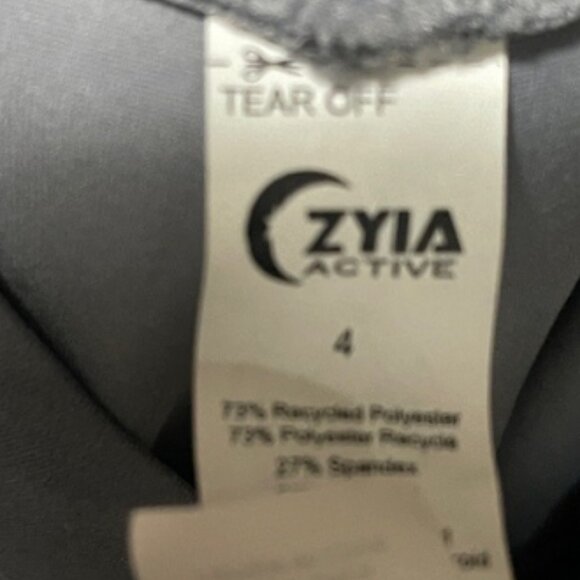 TEAR OFF
ZYIA
ACTIVE
4
73% Recycled Polyester
73% Polyester Recycle
27% Spandex